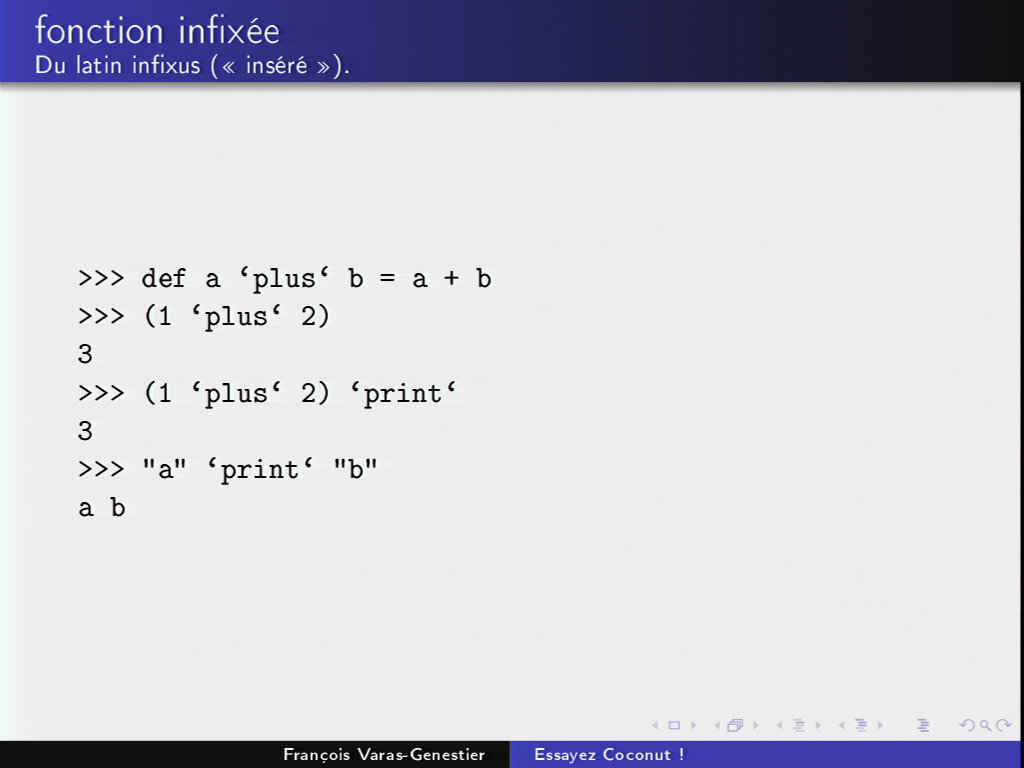 fonction infixée
Du latin infixus (« inséré »).
>>> def a ‘plus‘ b = a + b
>>> (1 ‘plus‘ 2)
3
>>> (1 ‘plus‘ 2) ‘print‘
3
>>> "a" ‘print‘ "b"
a b
François Varas-Genestier
Essayez Coconut !